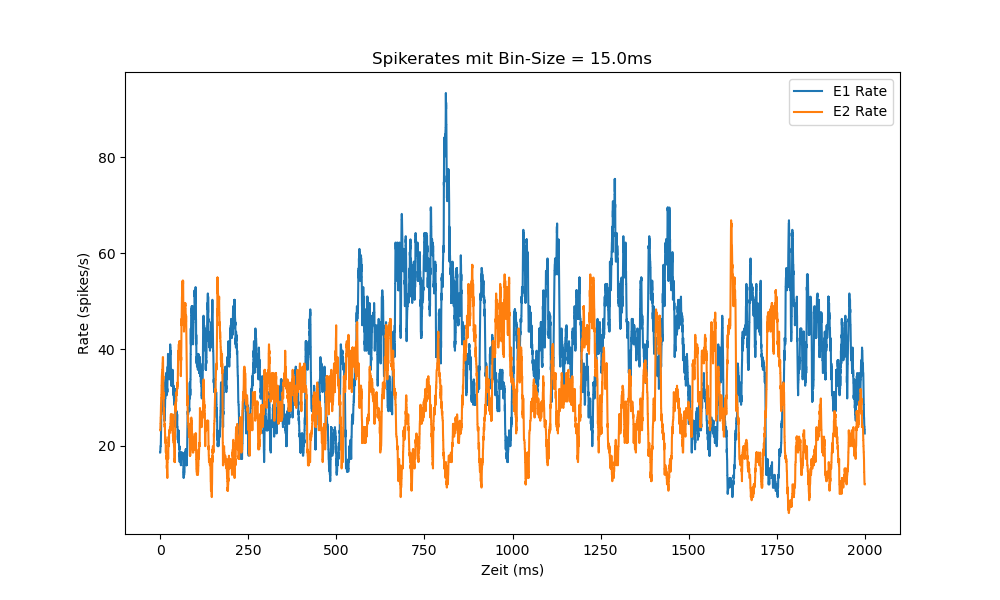 Spikerates mit Bin-Size = 15.0ms
E1 Rate
E2 Rate
Rate (spikes/s)
80
60
40
20
0 250 500 750 1000 1250 1500 1750 2000
Zeit (ms)